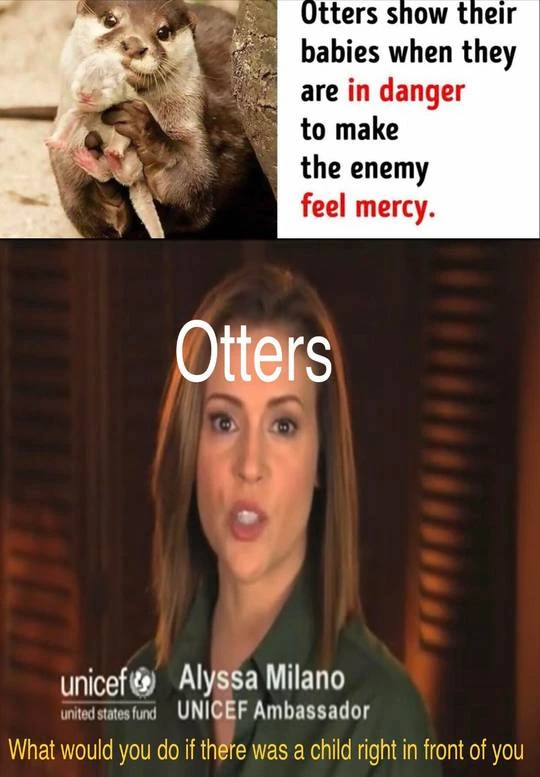 Otters show their
babies when they
are in danger
to make
the enemy
feel mercy.
Otters
unicef
united states fund
Alyssa Milano
UNICEF Ambassador
What would you do if there was a child right in front of you